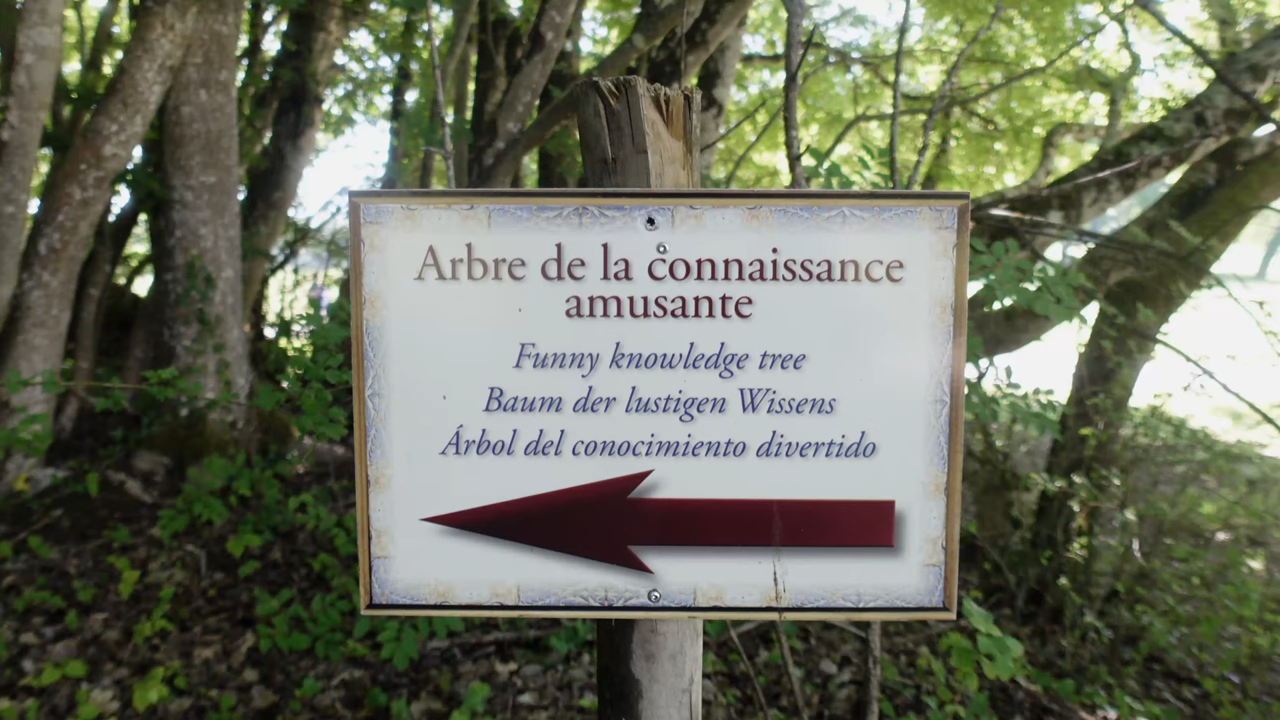 Arbre de la connaissance
amusante
Funny knowledge tree
Baum der lustigen Wissens
Árbol del conocimiento divertido